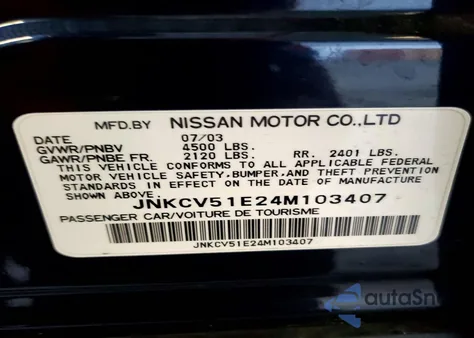 MFD.BY NISSAN MOTOR CO.,LTD
DATE 07/03
GVWR/PNBV 4500 LBS.
GAWR/PNBE FR. 2120 LBS. RR. 2401 LBS.
THIS VEHICLE CONFORMS TO ALL APPLICABLE FEDERAL
MOTOR VEHICLE SAFETY,BUMPER,AND THEFT PREVENTION
STANDARDS IN EFFECT ON THE DATE OF MANUFACTURE
SHOWN ABOVE.
JNKCV51E24M103407
PASSENGER CAR/VOITURE DE TOURISME
JNKCV51E24M103407
autoSna